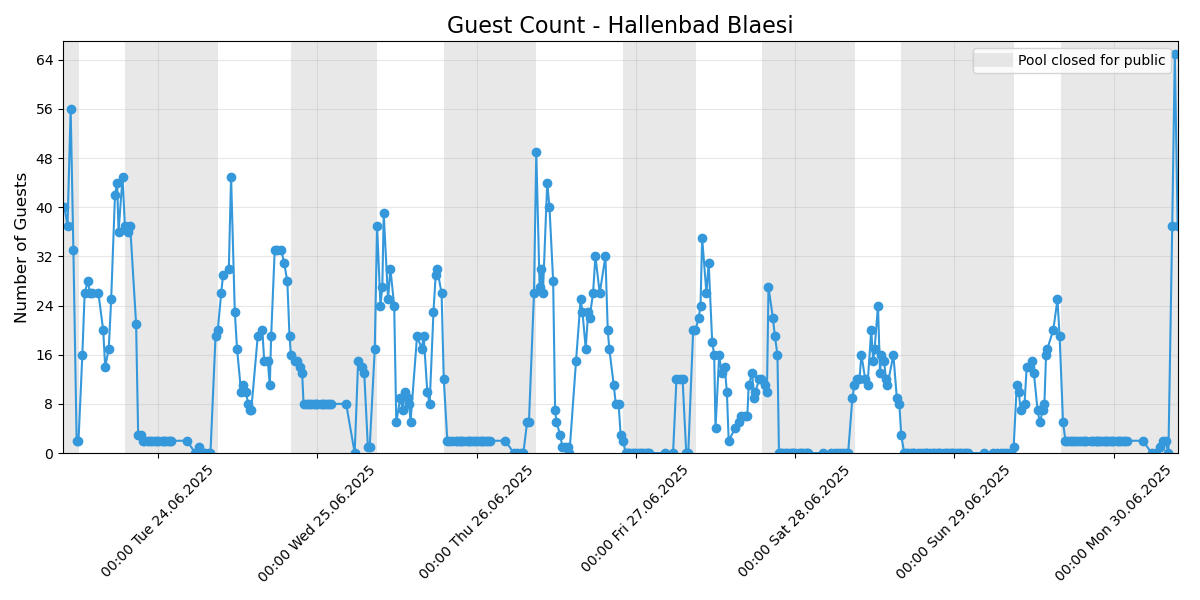 Guest Count - Hallenbad Blaesi
Pool closed for public
Number of Guests
64
56
48
40
32
24
16
8
0
00:00 Tue 24.06.2025
00:00 Wed 25.06.2025
00:00 Thu 26.06.2025
00:00 Fri 27.06.2025
00:00 Sat 28.06.2025
00:00 Sun 29.06.2025
00:00 Mon 30.06.2025